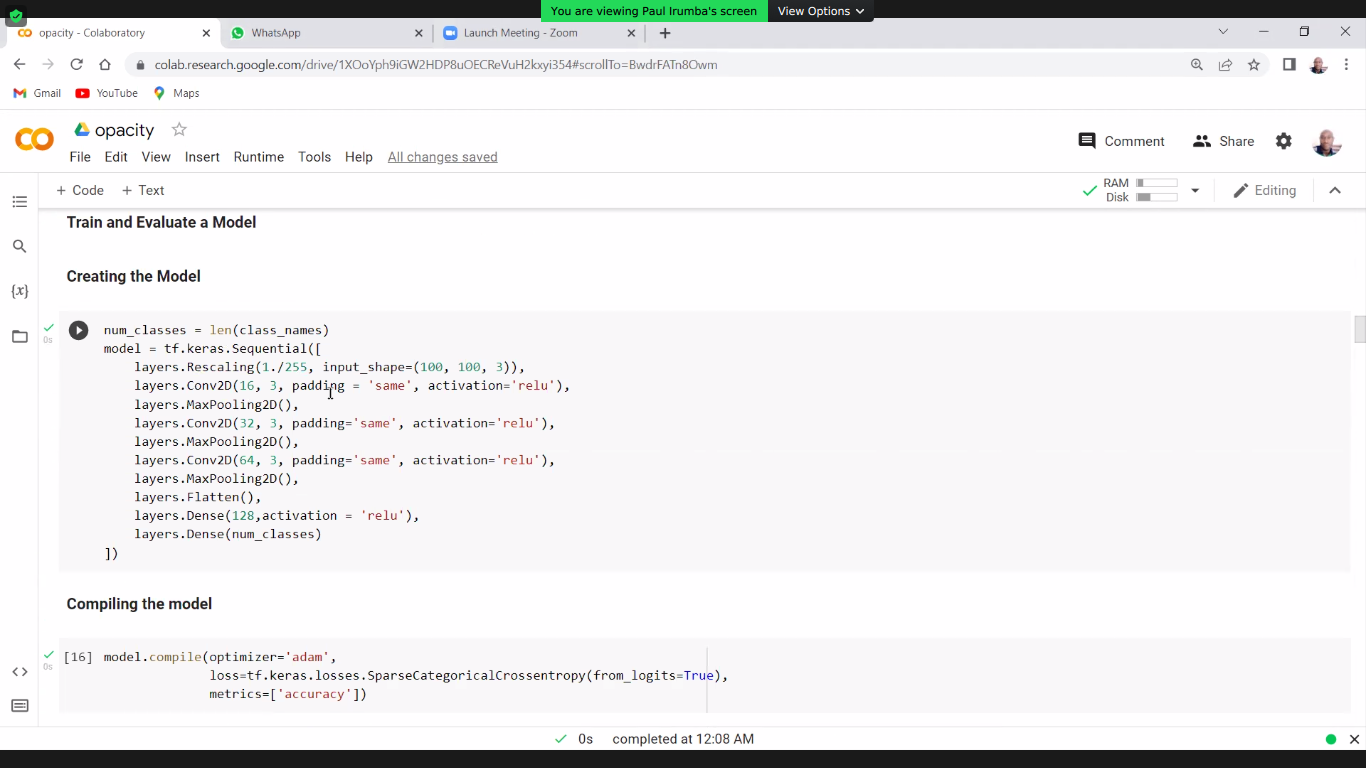 You are viewing Paul Irumba's screen View Options
opacity - Colaboratory WhatsApp Launch Meeting - Zoom
colab.research.google.com/drive/1XOoYph9iGW2HDP8uOECReVuH2kxyi354#scrollTo=BwdrFATn8Owm
Gmail YouTube Maps
opacity
File Edit View Insert Runtime Tools Help All changes saved
Comment Share
+ Code + Text
RAM
Disk
Editing
Train and Evaluate a Model
Creating the Model
0s
num_classes = len(class_names)
model = tf.keras.Sequential([
layers.Rescaling(1./255, input_shape=(100, 100, 3)),
layers.Conv2D(16, 3, padding = 'same', activation='relu'),
layers.MaxPooling2D(),
layers.Conv2D(32, 3, padding='same', activation='relu'),
layers.MaxPooling2D(),
layers.Conv2D(64, 3, padding='same', activation='relu'),
layers.MaxPooling2D(),
layers.Flatten(),
layers.Dense(128,activation = 'relu'),
layers.Dense(num_classes)
])
Compiling the model
0s
[16] model.compile(optimizer='adam',
loss=tf.keras.losses.SparseCategoricalCrossentropy(from_logits=True),
metrics=['accuracy'])
0s completed at 12:08 AM